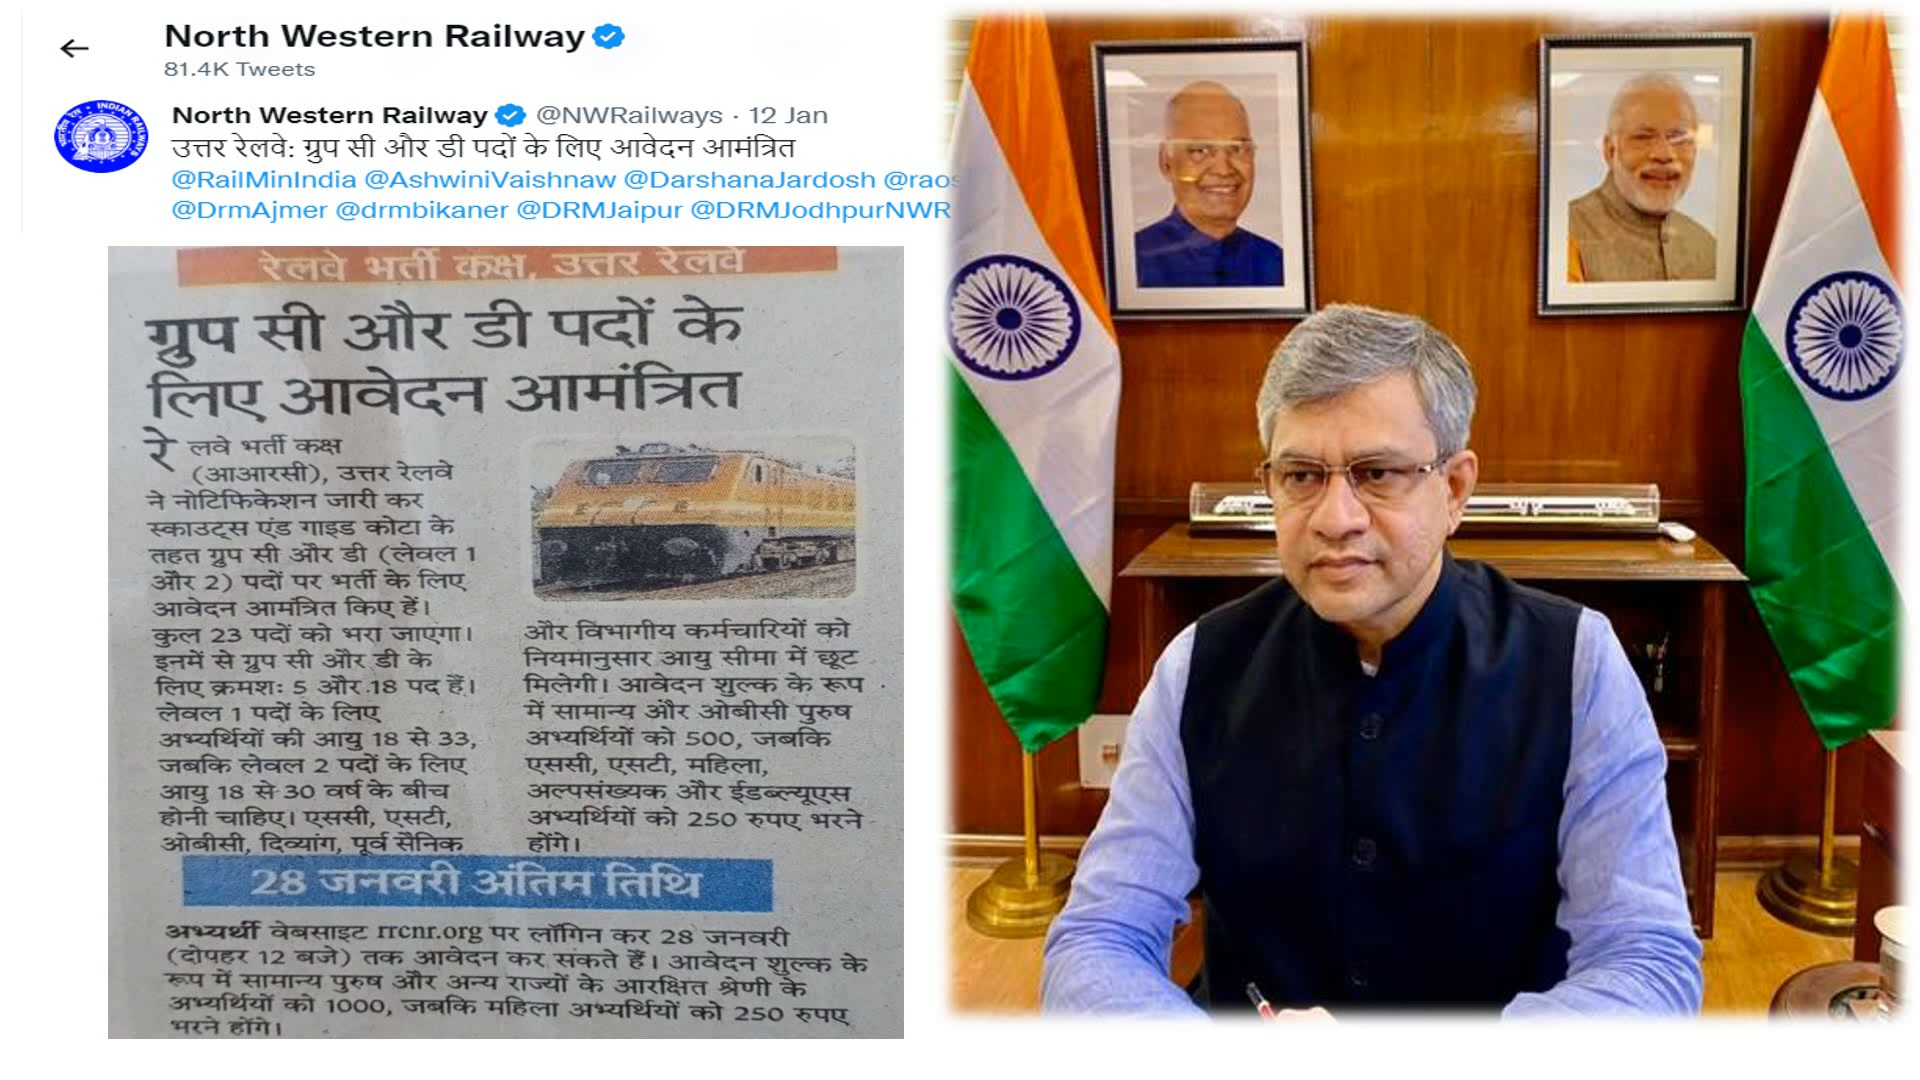 North Western Railway
81.4K Tweets
North Western Railway @NWRailways · 12 Jan
उत्तर रेलवे: ग्रुप सी और डी पदों के लिए आवेदन आमंत्रित
@RailMinIndia @AshwiniVaishnaw @DarshanaJardosh @raos
@DrmAjmer @drmbikaner @DRMJaipur @DRMJodhpurNWR
रेलवे भर्ती कक्ष, उत्तर रेलवे
ग्रुप सी और डी पदों के
लिए आवेदन आमंत्रित
रेलवे भर्ती कक्ष
(आआरसी), उत्तर रेलवे
ने नोटिफिकेशन जारी कर
स्काउट्स एंड गाइड कोटा के
तहत ग्रुप सी और डी (लेवल 1
और 2) पदों पर भर्ती के लिए
आवेदन आमंत्रित किए हैं।
कुल 23 पदों को भरा जाएगा।
इनमें से ग्रुप सी और डी के
लिए क्रमश: 5 और 18 पद हैं।
लेवल 1 पदों के लिए
अभ्यर्थियों की आयु 18 से 33,
जबकि लेवल 2 पदों के लिए
आयु 18 से 30 वर्ष के बीच
होनी चाहिए। एससी, एसटी,
ओबीसी, दिव्यांग, पूर्व सैनिक
और विभागीय कर्मचारियों को
नियमानुसार आयु सीमा में छूट
मिलेगी। आवेदन शुल्क के रूप
में सामान्य और ओबीसी पुरुष
अभ्यर्थियों को 500, जबकि
एससी, एसटी, महिला,
अल्पसंख्यक और ईडब्ल्यूएस
अभ्यर्थियों को 250 रुपए भरने
होंगे।
28 जनवरी अंतिम तिथि
अभ्यर्थी वेबसाइट rrcnr.org पर लॉगिन कर 28 जनवरी
(दोपहर 12 बजे) तक आवेदन कर सकते हैं। आवेदन शुल्क के
रूप में सामान्य पुरुष और अन्य राज्यों के आरक्षित श्रेणी के
अभ्यर्थियों को 1000, जबकि महिला अभ्यर्थियों को 250 रुपए
भरने होंगे।